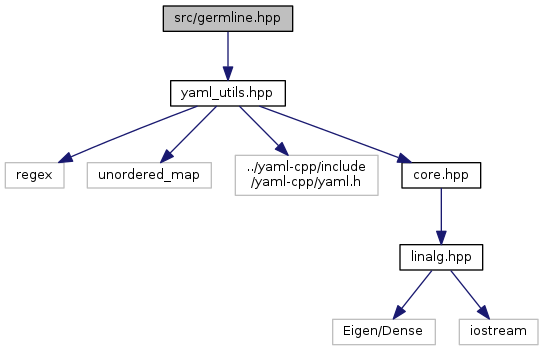 src/germline.hpp
yaml_utils.hpp
regex
unordered_map
../yaml-cpp/include
/yaml-cpp/yaml.h
core.hpp
linalg.hpp
Eigen/Dense
iostream